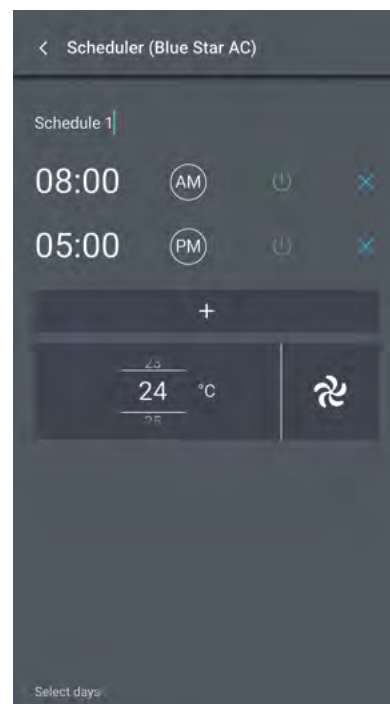 Scheduler (Blue Star AC)
Schedule 1
08:00 AM
05:00 PM
+
23
24 °C
25
Select days